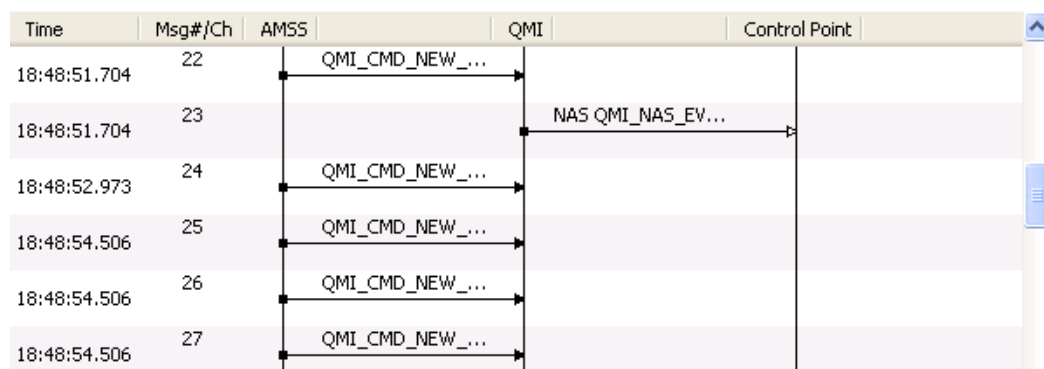 Time Msg#/Ch AMSS QMI Control Point
18:48:51.704 22 QMI_CMD_NEW_...
18:48:51.704 23 NAS QMI_NAS_EV...
18:48:52.973 24 QMI_CMD_NEW_...
18:48:54.506 25 QMI_CMD_NEW_...
18:48:54.506 26 QMI_CMD_NEW_...
18:48:54.506 27 QMI_CMD_NEW_...